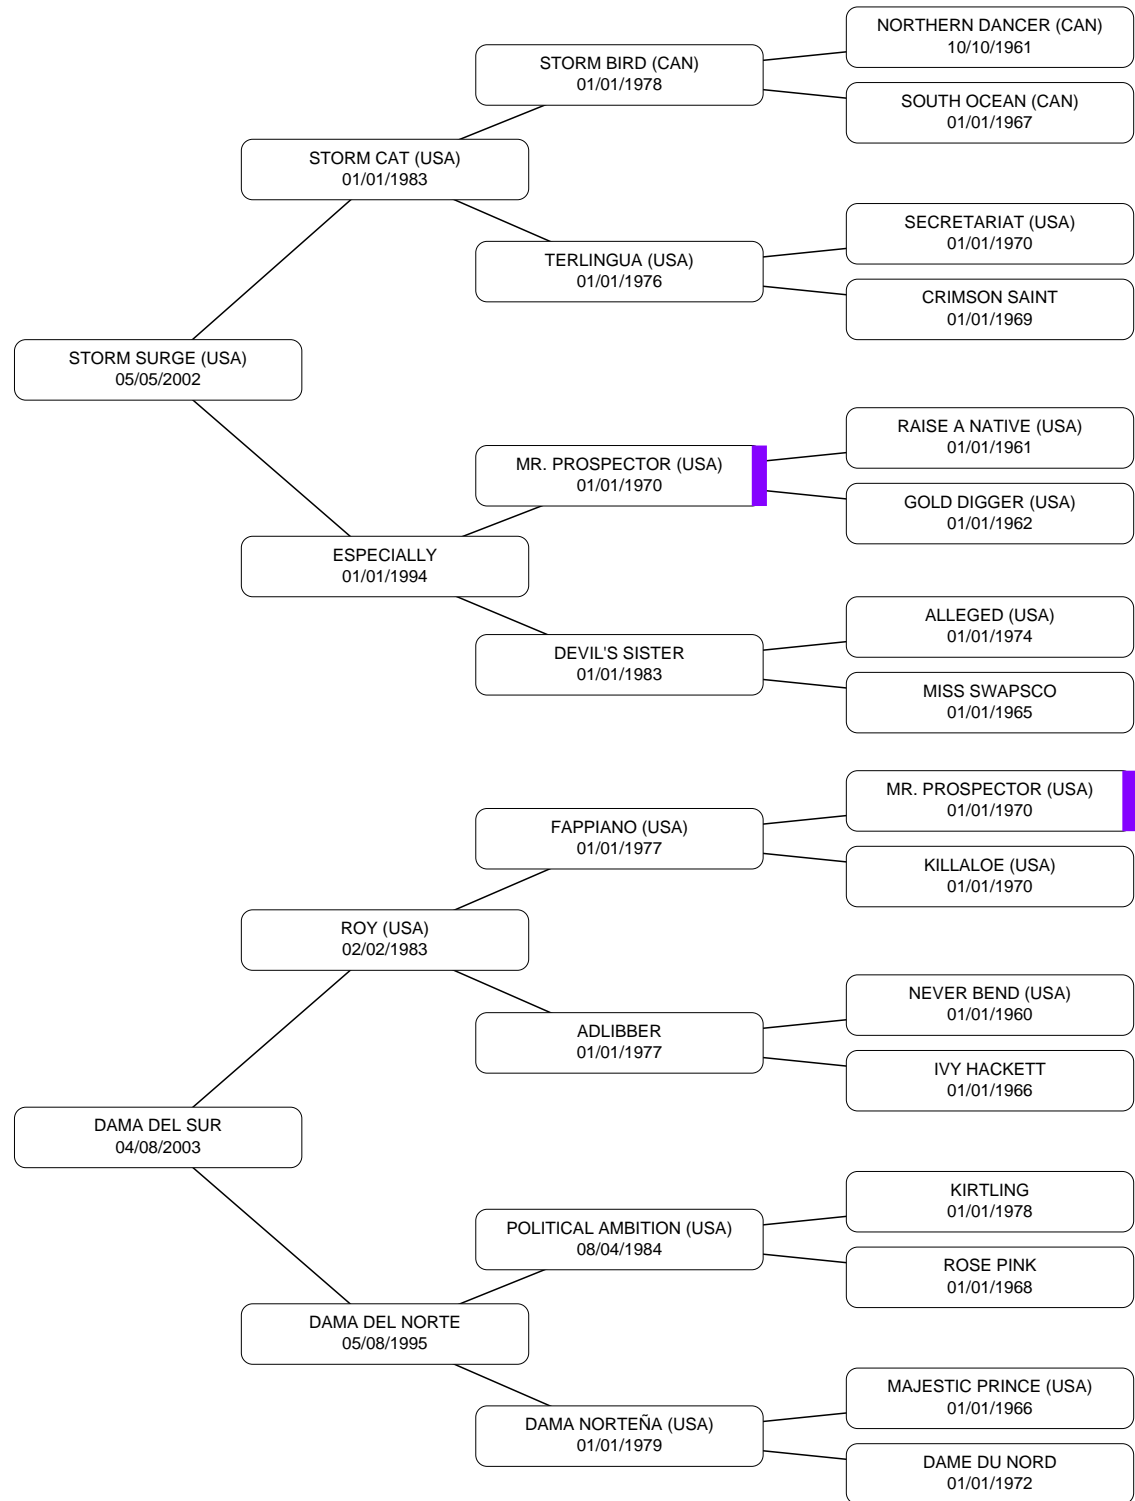 NORTHERN DANCER (CAN)
10/10/1961
STORM BIRD (CAN)
01/01/1978
SOUTH OCEAN (CAN)
01/01/1967
STORM CAT (USA)
01/01/1983
SECRETARIAT (USA)
01/01/1970
TERLINGUA (USA)
01/01/1976
CRIMSON SAINT
01/01/1969
STORM SURGE (USA)
05/05/2002
RAISE A NATIVE (USA)
01/01/1961
MR. PROSPECTOR (USA)
01/01/1970
GOLD DIGGER (USA)
01/01/1962
ESPECIALLY
01/01/1994
ALLEGED (USA)
01/01/1974
DEVIL'S SISTER
01/01/1983
MISS SWAPSCO
01/01/1965
MR. PROSPECTOR (USA)
01/01/1970
FAPPIANO (USA)
01/01/1977
KILLALOE (USA)
01/01/1970
ROY (USA)
02/02/1983
NEVER BEND (USA)
01/01/1960
ADLIBBER
01/01/1977
IVY HACKETT
01/01/1966
DAMA DEL SUR
04/08/2003
KIRTLING
01/01/1978
POLITICAL AMBITION (USA)
08/04/1984
ROSE PINK
01/01/1968
DAMA DEL NORTE
05/08/1995
MAJESTIC PRINCE (USA)
01/01/1966
DAMA NORTEÑA (USA)
01/01/1979
DAME DU NORD
01/01/1972